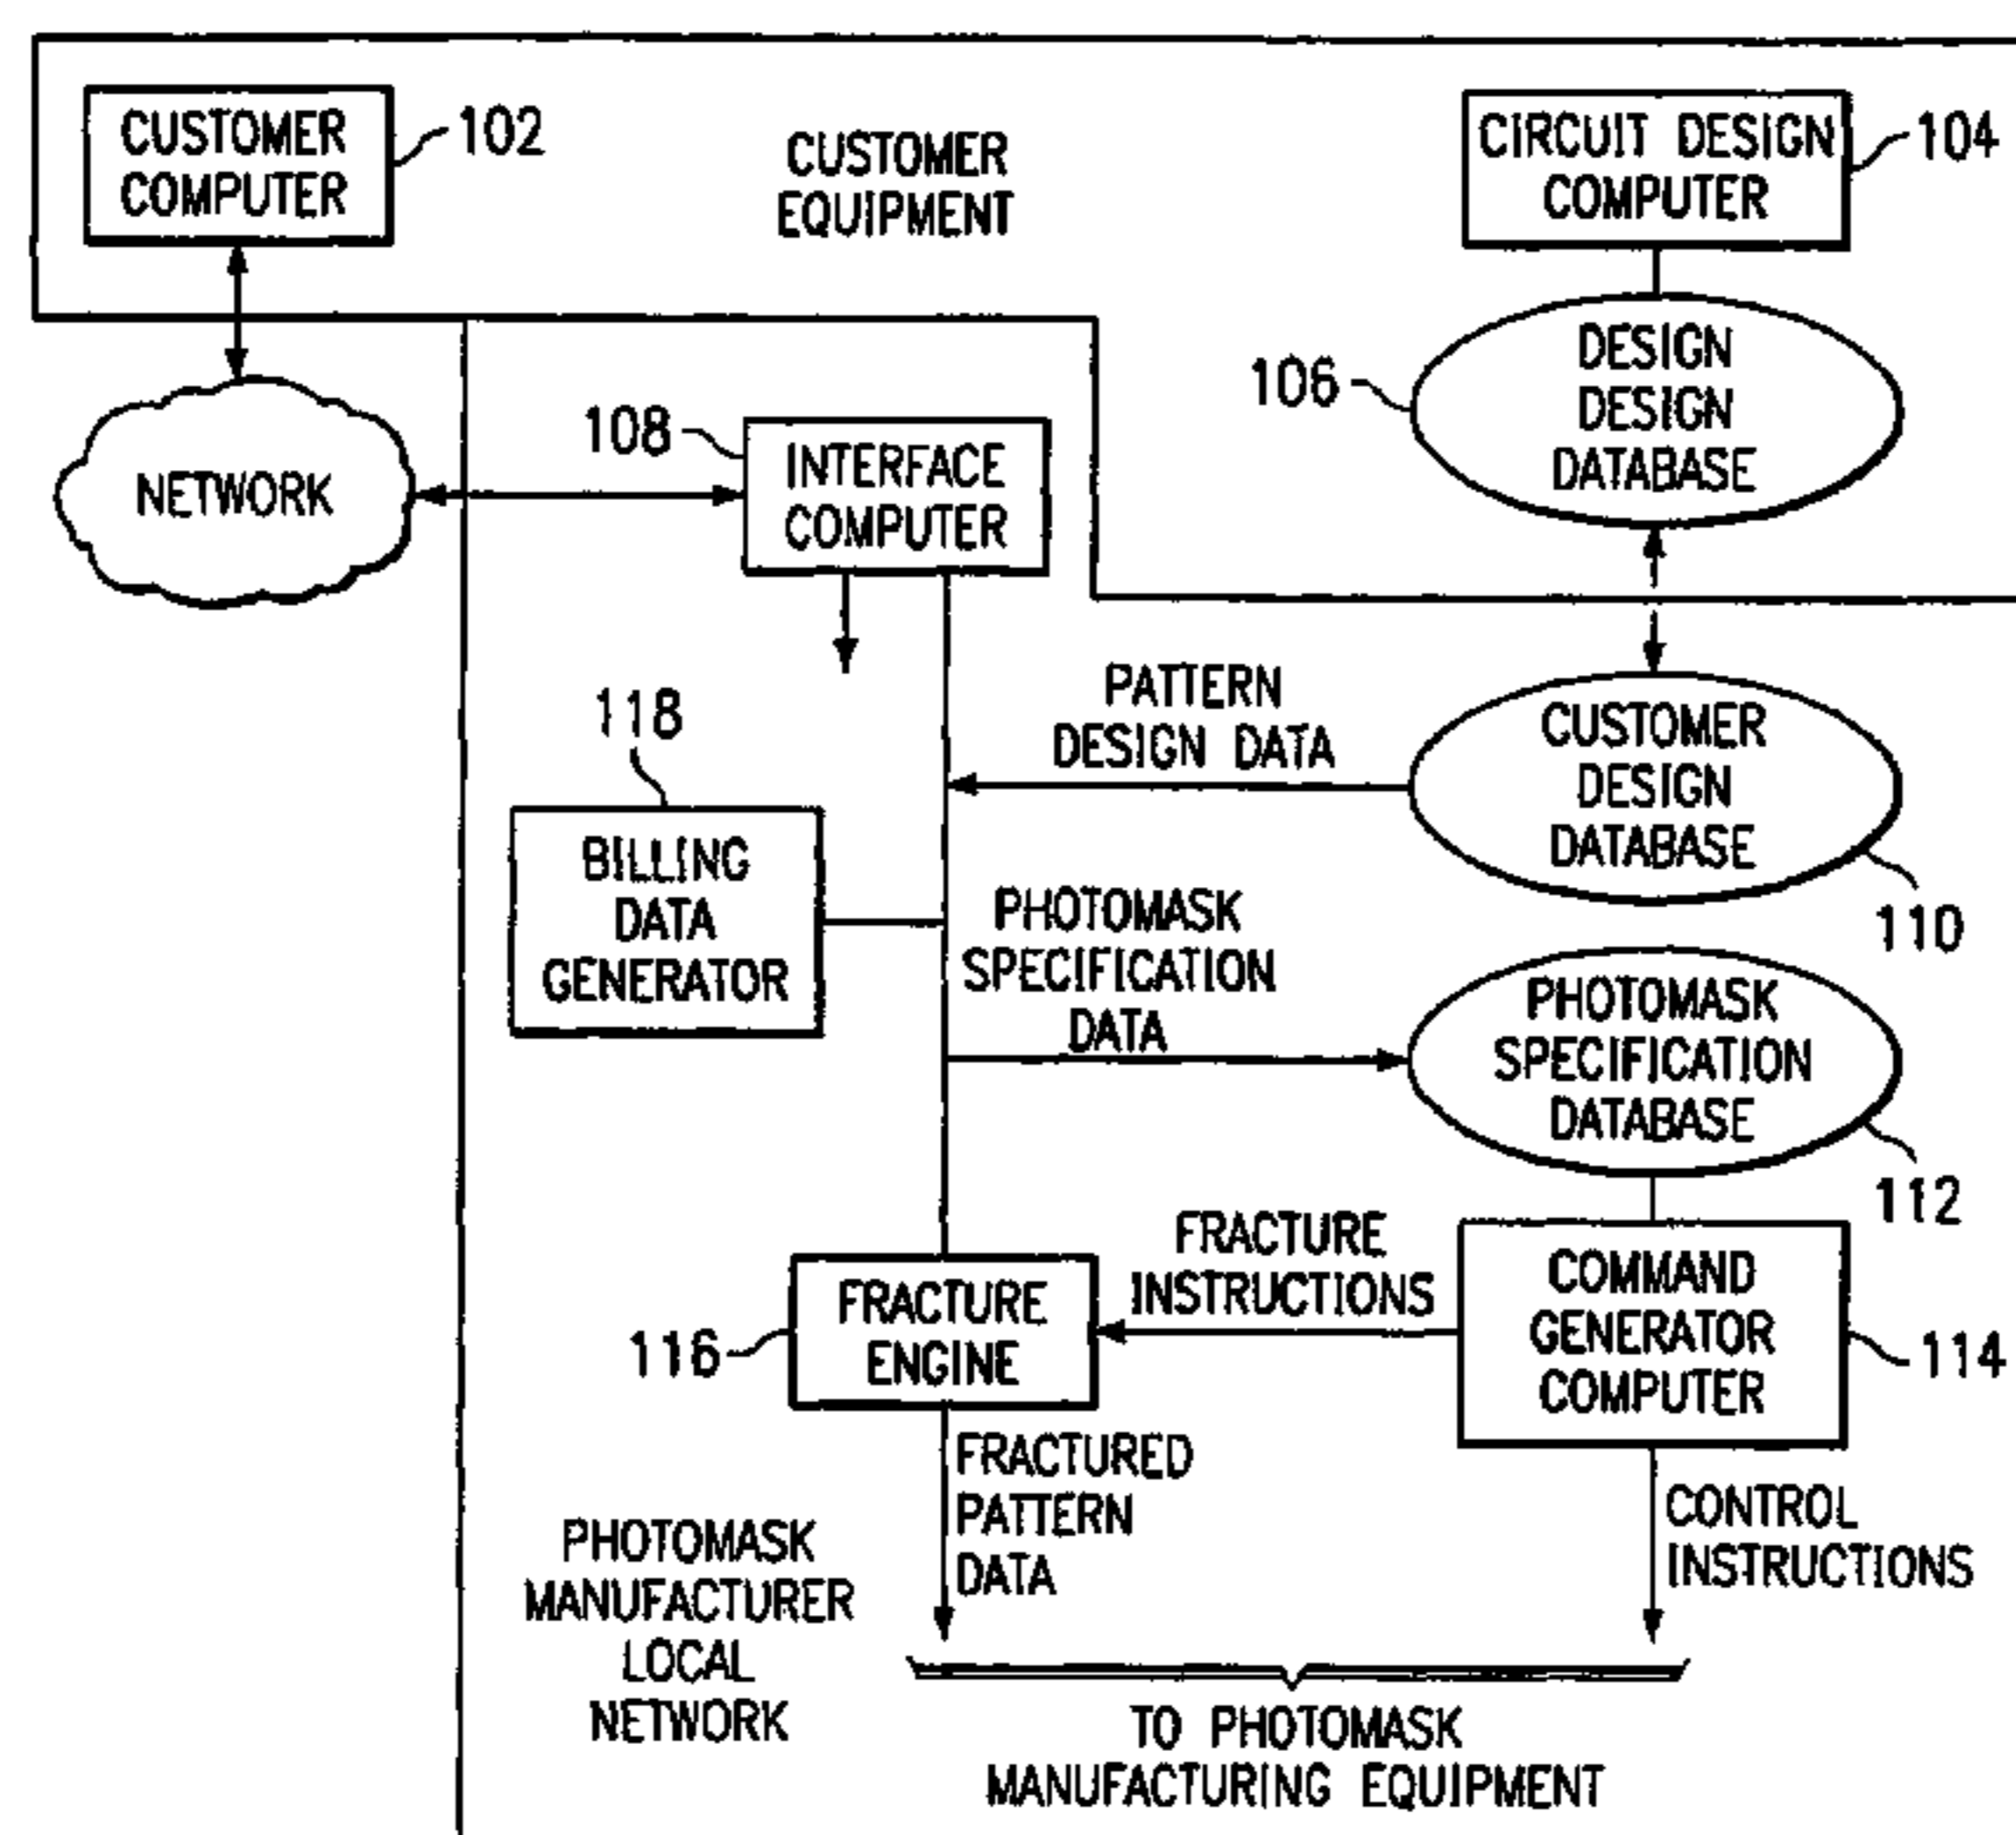 CUSTOMER
COMPUTER
102
CUSTOMER
EQUIPMENT
CIRCUIT DESIGN
COMPUTER
104
106
DESIGN
DESIGN
DATABASE
NETWORK
108
INTERFACE
COMPUTER
PATTERN
DESIGN DATA
CUSTOMER
DESIGN
DATABASE
110
118
BILLING
DATA
GENERATOR
PHOTOMASK
SPECIFICATION
DATA
PHOTOMASK
SPECIFICATION
DATABASE
112
FRACTURE
INSTRUCTIONS
COMMAND
GENERATOR
COMPUTER
114
116
FRACTURE
ENGINE
FRACTURED
PATTERN
DATA
CONTROL
INSTRUCTIONS
PHOTOMASK
MANUFACTURER
LOCAL
NETWORK
TO PHOTOMASK
MANUFACTURING EQUIPMENT